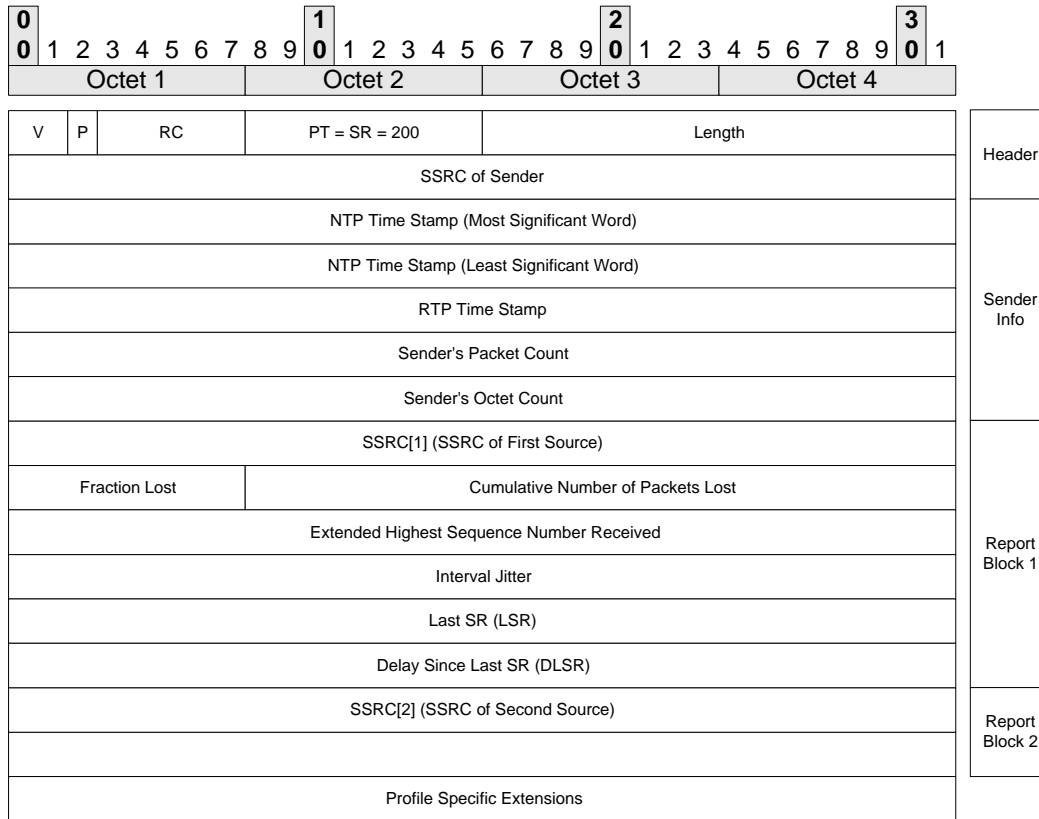 0 1 2 3
0 1 2 3 4 5 6 7 8 9 0 1 2 3 4 5 6 7 8 9 0 1 2 3 4 5 6 7 8 9 0 1
Octet 1 Octet 2 Octet 3 Octet 4
V P RC PT = SR = 200 Length
Header
SSRC of Sender
NTP Time Stamp (Most Significant Word)
NTP Time Stamp (Least Significant Word)
RTP Time Stamp
Sender
Info
Sender's Packet Count
Sender's Octet Count
SSRC[1] (SSRC of First Source)
Fraction Lost Cumulative Number of Packets Lost
Extended Highest Sequence Number Received
Report
Block 1
Interval Jitter
Last SR (LSR)
Delay Since Last SR (DLSR)
SSRC[2] (SSRC of Second Source)
Report
Block 2
Profile Specific Extensions